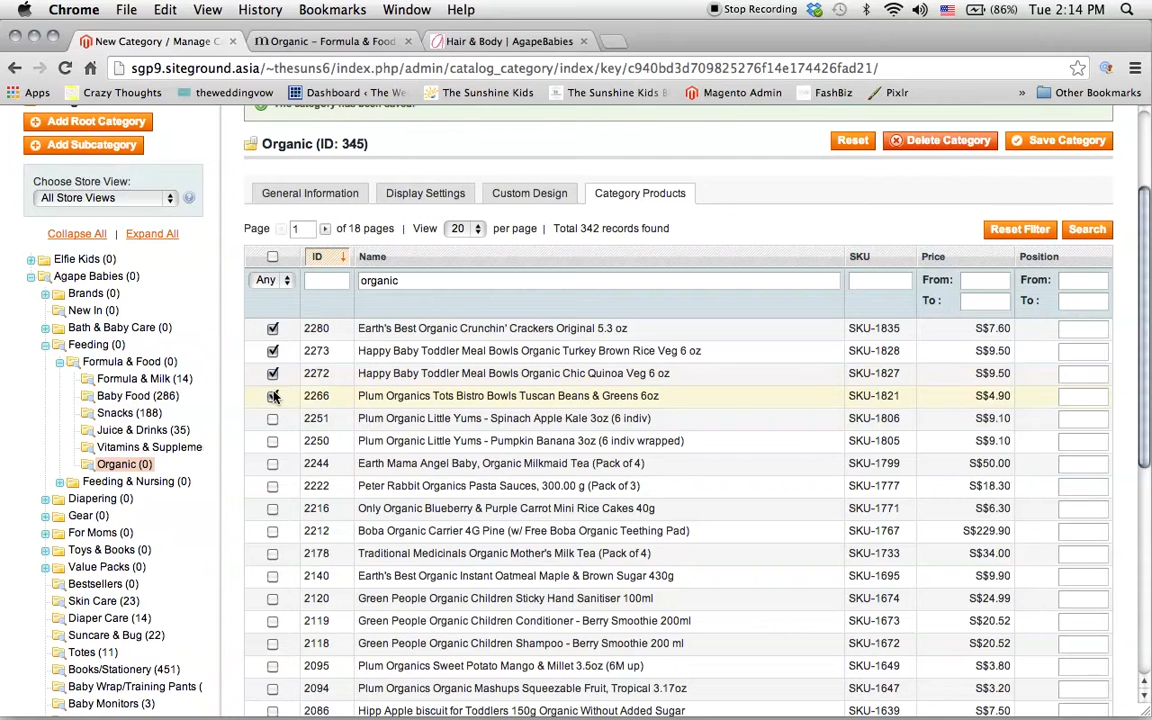 Chrome File Edit View History Bookmarks Window Help Stop Recording (86%) Tue 2:14 PM
New Category / Manage C Organic – Formula & Food Hair & Body | AgapeBabies
sgp9.siteground.asia/~thesuns6/index.php/admin/catalog_category/index/key/c940bd3d709825276f14e174426fad21/
Apps Crazy Thoughts theweddingvow Dashboard ‹ The We The Sunshine Kids The Sunshine Kids B Magento Admin FashBiz Pixlr » Other Bookmarks
Add Root Category
Add Subcategory
Choose Store View:
All Store Views
Collapse All | Expand All
Elfie Kids (0)
Agape Babies (0)
Brands (0)
New In (0)
Bath & Baby Care (0)
Feeding (0)
Formula & Food (0)
Formula & Milk (14)
Baby Food (286)
Snacks (188)
Juice & Drinks (35)
Vitamins & Suppleme
Organic (0)
Feeding & Nursing (0)
Diapering (0)
Gear (0)
For Moms (0)
Toys & Books (0)
Value Packs (0)
Bestsellers (0)
Skin Care (23)
Diaper Care (14)
Suncare & Bug (22)
Totes (11)
Books/Stationery (451)
Baby Wrap/Training Pants (
Baby Monitors (3)
The category has been saved.
Organic (ID: 345) Reset Delete Category Save Category
General Information Display Settings Custom Design Category Products
Page 1 of 18 pages | View 20 per page | Total 342 records found Reset Filter Search
ID Name SKU Price Position
Any organic From: From:
To : To :
2280 Earth's Best Organic Crunchin' Crackers Original 5.3 oz SKU-1835 S$7.60
2273 Happy Baby Toddler Meal Bowls Organic Turkey Brown Rice Veg 6 oz SKU-1828 S$9.50
2272 Happy Baby Toddler Meal Bowls Organic Chic Quinoa Veg 6 oz SKU-1827 S$9.50
2266 Plum Organics Tots Bistro Bowls Tuscan Beans & Greens 6oz SKU-1821 S$4.90
2251 Plum Organic Little Yums - Spinach Apple Kale 3oz (6 indiv) SKU-1806 S$9.10
2250 Plum Organic Little Yums - Pumpkin Banana 3oz (6 indiv wrapped) SKU-1805 S$9.10
2244 Earth Mama Angel Baby, Organic Milkmaid Tea (Pack of 4) SKU-1799 S$50.00
2222 Peter Rabbit Organics Pasta Sauces, 300.00 g (Pack of 3) SKU-1777 S$18.30
2216 Only Organic Blueberry & Purple Carrot Mini Rice Cakes 40g SKU-1771 S$6.30
2212 Boba Organic Carrier 4G Pine (w/ Free Boba Organic Teething Pad) SKU-1767 S$229.90
2178 Traditional Medicinals Organic Mother's Milk Tea (Pack of 4) SKU-1733 S$34.00
2140 Earth's Best Organic Instant Oatmeal Maple & Brown Sugar 430g SKU-1695 S$9.90
2120 Green People Organic Children Sticky Hand Sanitiser 100ml SKU-1674 S$24.99
2119 Green People Organic Children Conditioner - Berry Smoothie 200ml SKU-1673 S$20.52
2118 Green People Organic Children Shampoo - Berry Smoothie 200 ml SKU-1672 S$20.52
2095 Plum Organics Sweet Potato Mango & Millet 3.5oz (6M up) SKU-1649 S$3.80
2094 Plum Organics Organic Mashups Squeezable Fruit, Tropical 3.17oz SKU-1647 S$3.20
2086 Hipp Apple biscuit for Toddlers 150g Organic Without Added Sugar SKU-1639 S$7.50